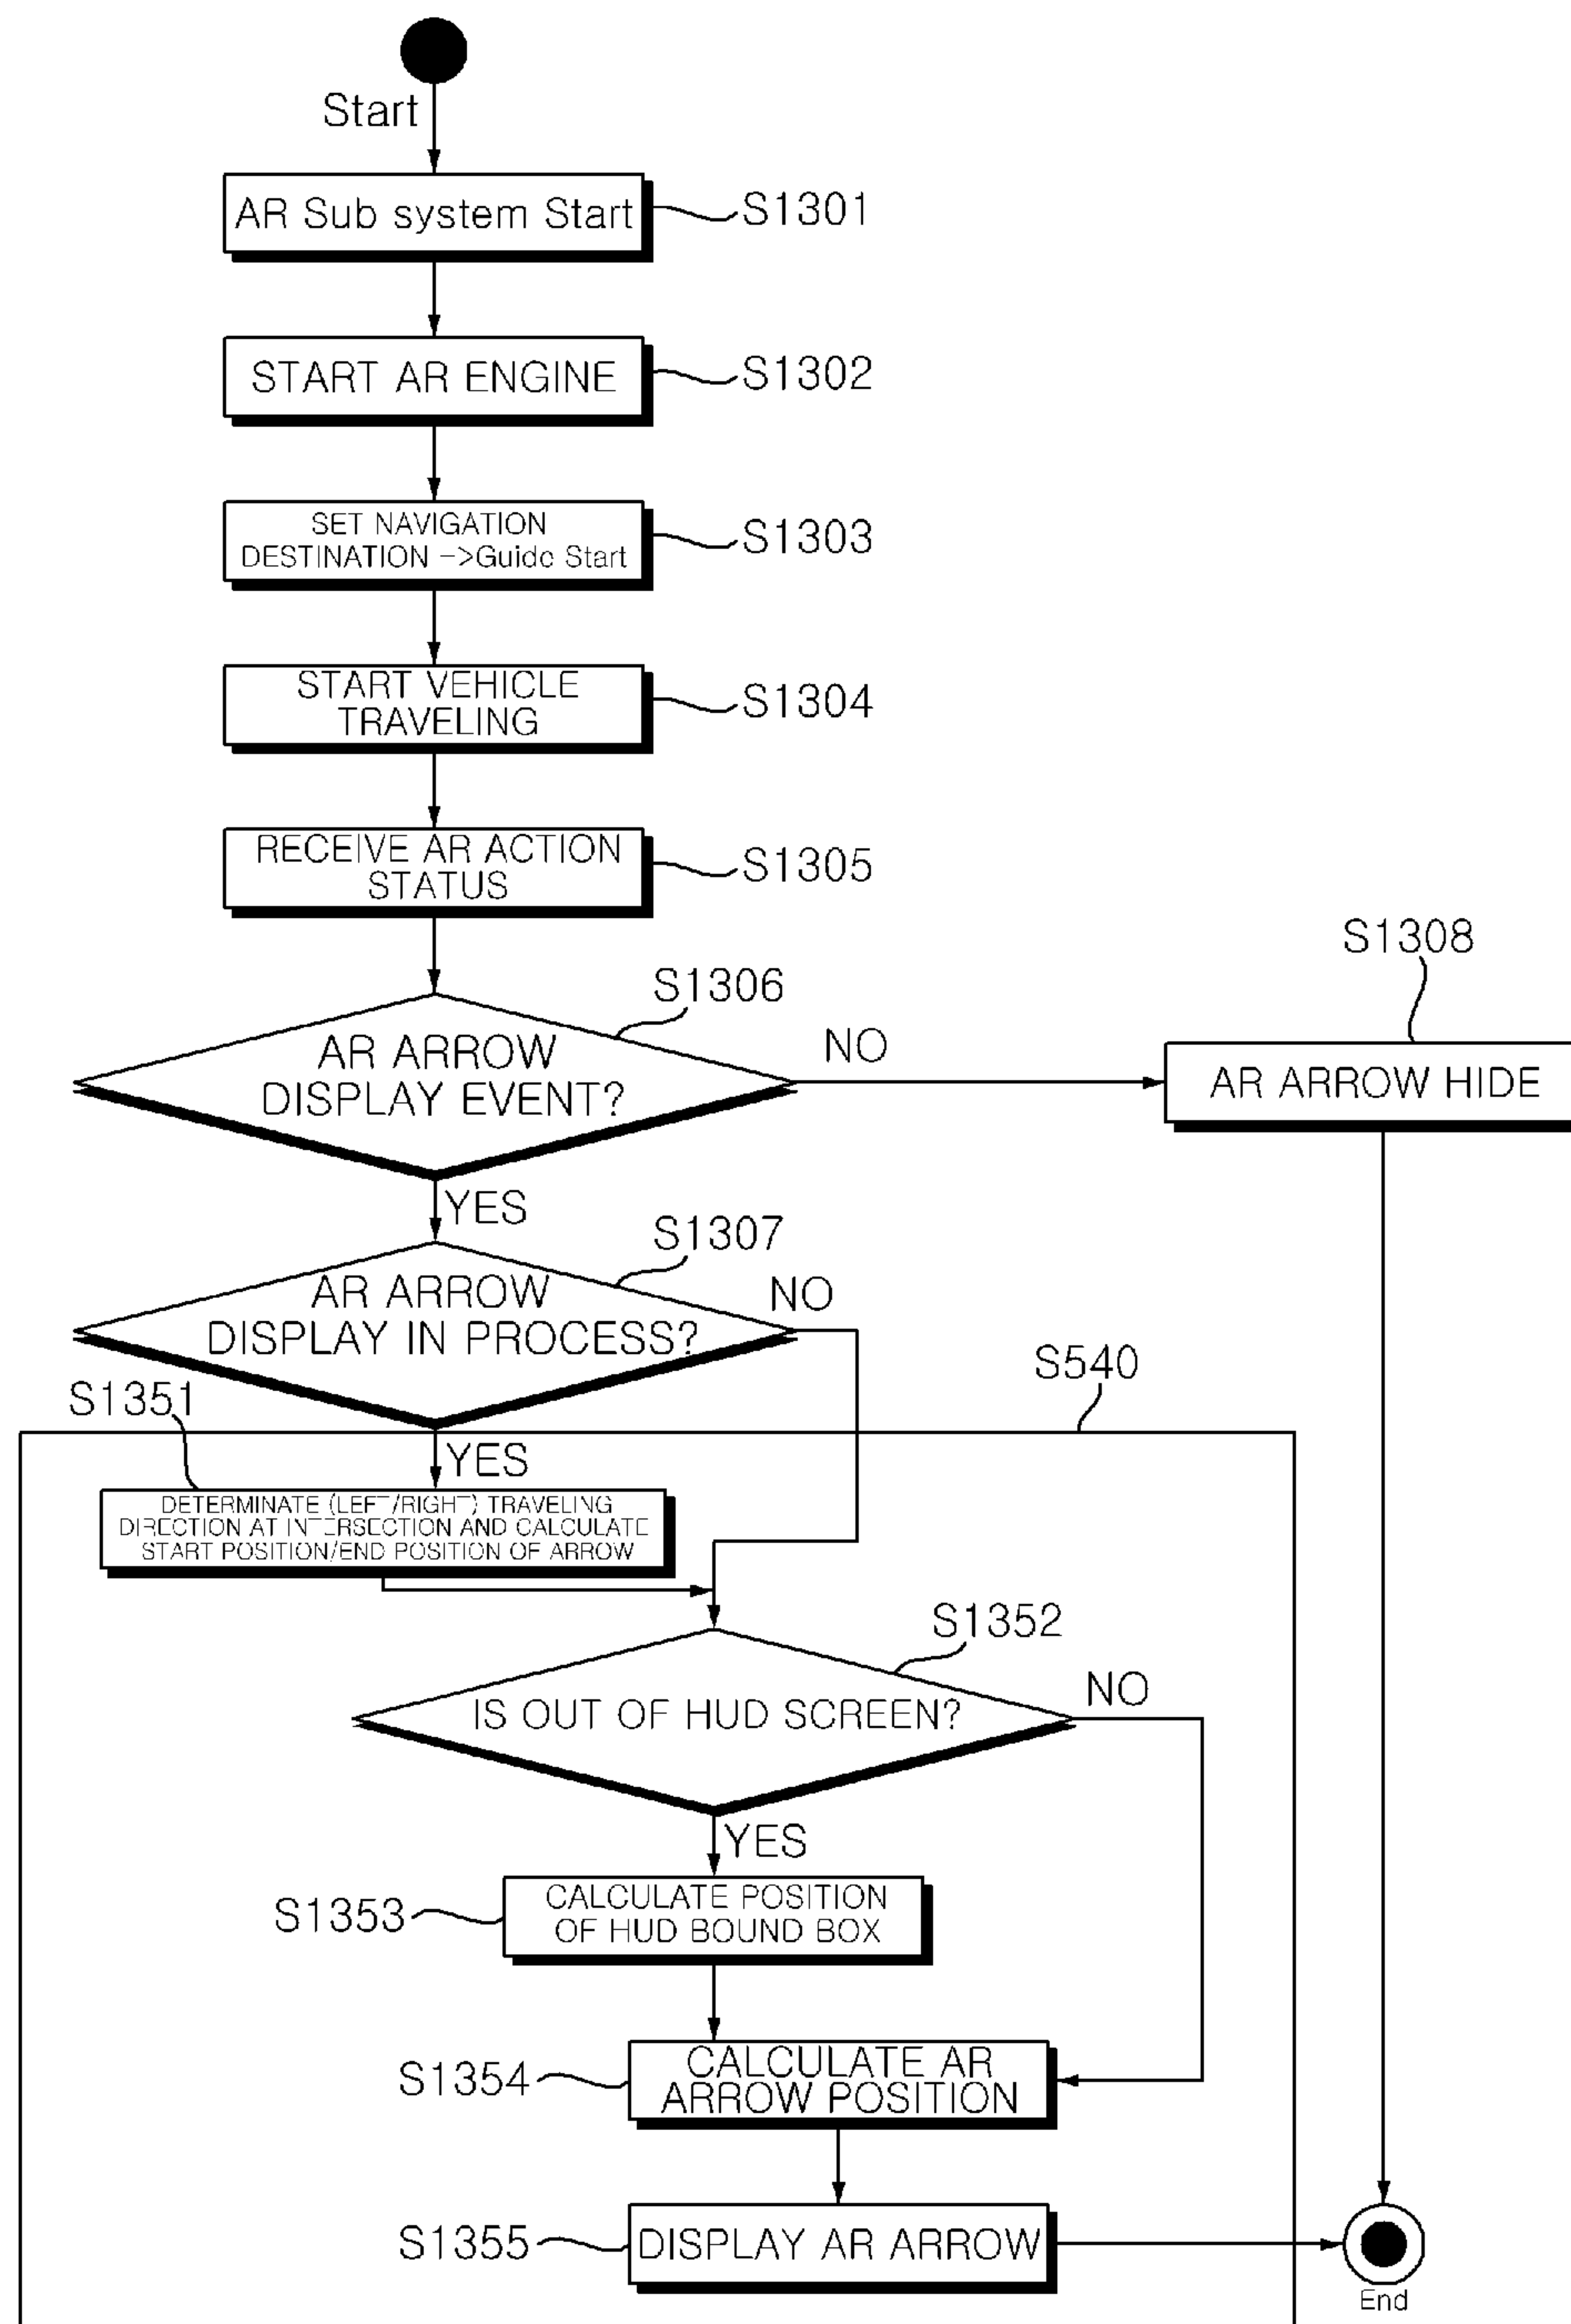 Start
AR Sub system Start
S1301
START AR ENGINE
S1302
SET NAVIGATION
DESTINATION ->Guide Start
S1303
START VEHICLE
TRAVELING
S1304
RECEIVE AR ACTION
STATUS
S1305
S1308
S1306
AR ARROW
DISPLAY EVENT?
NO
AR ARROW HIDE
YES
S1307
AR ARROW
DISPLAY IN PROCESS?
NO
S540
S1351
YES
DETERMINATE (LEFT/RIGHT) TRAVELING
DIRECTION AT INTERSECTION AND CALCULATE
START POSITION/END POSITION OF ARROW
S1352
IS OUT OF HUD SCREEN?
NO
YES
S1353
CALCULATE POSITION
OF HUD BOUND BOX
S1354
CALCULATE AR
ARROW POSITION
S1355
DISPLAY AR ARROW
End